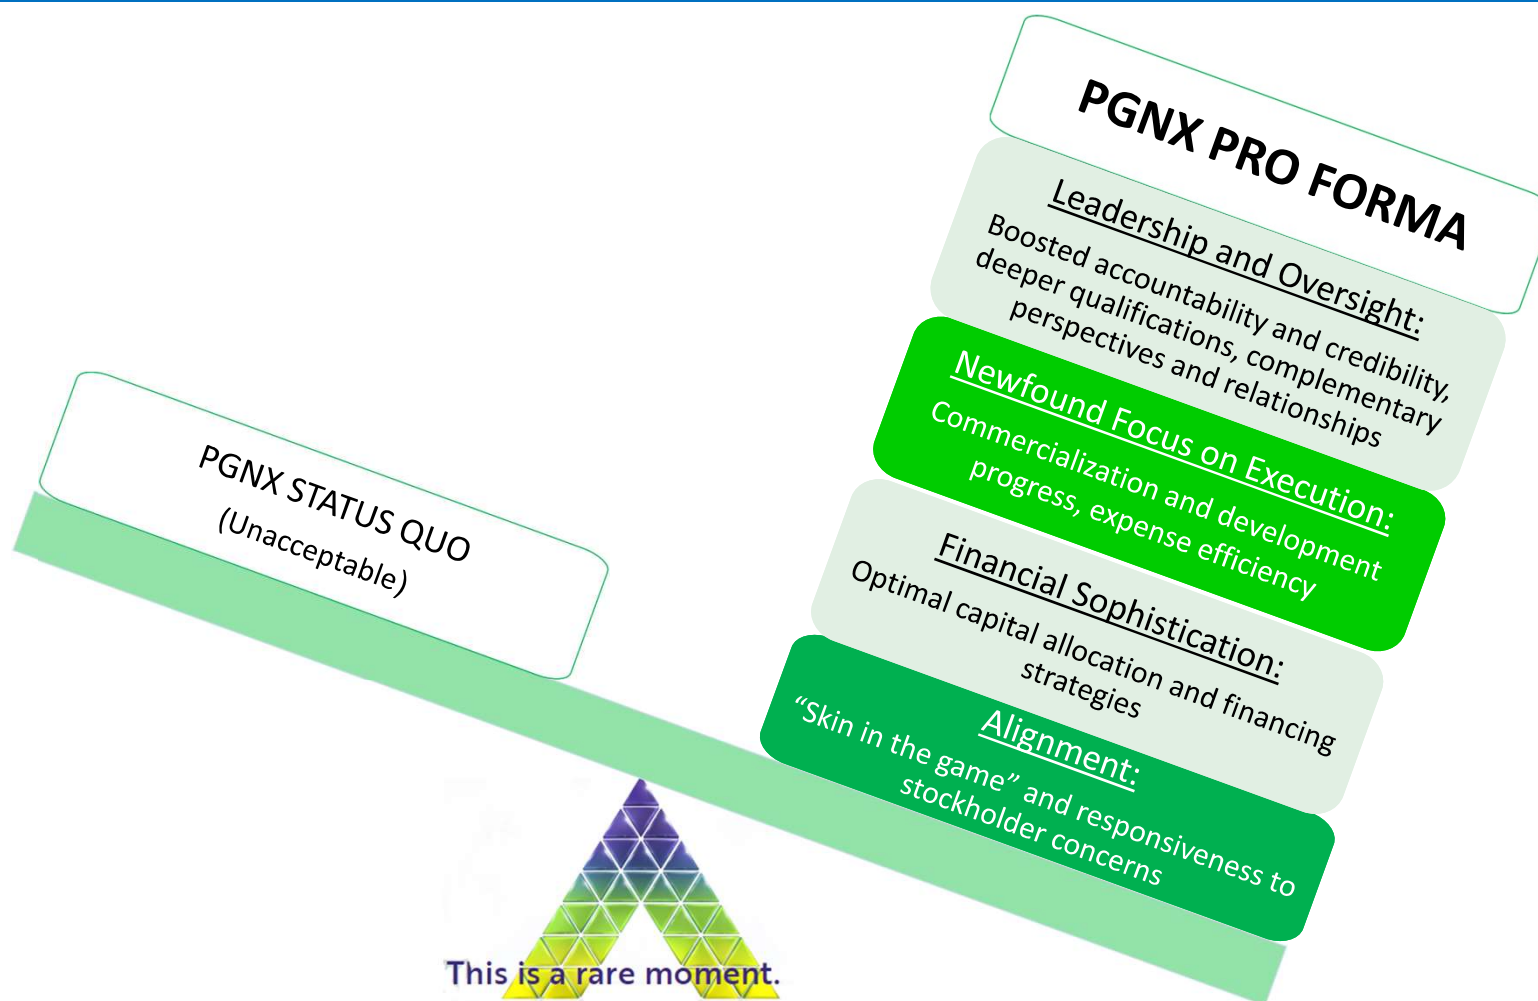 PGNX STATUS QUO
(Unacceptable)
PGNX PRO FORMA
Leadership and Oversight:
Boosted accountability and credibility,
deeper qualifications, complementary
perspectives and relationships
Newfound Focus on Execution:
Commercialization and development
progress, expense efficiency
Financial Sophistication:
Optimal capital allocation and financing
strategies
Alignment:
“Skin in the game” and responsiveness to
stockholder concerns
This is a rare moment.